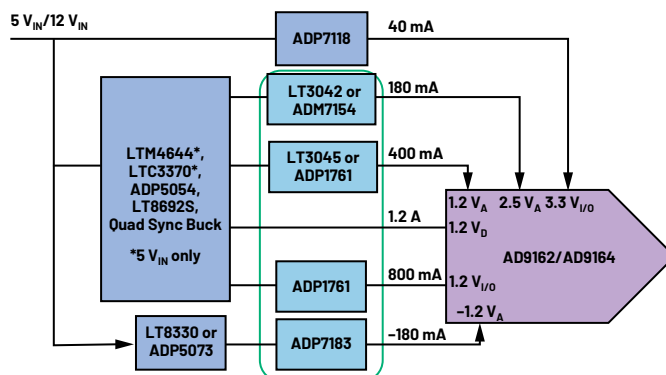 5 VIN/12 VIN
ADP7118
40 mA
LT3042 or
ADM7154
180 mA
LTM4644*,
LTC3370*,
ADP5054,
LT8692S,
Quad Sync Buck
*5 VIN only
LT3045 or
ADP1761
400 mA
1.2 VA
2.5 VA
3.3 VI/O
1.2 A
1.2 VD
AD9162/AD9164
ADP1761
800 mA
1.2 VI/O
–1.2 VA
LT8330 or
ADP5073
ADP7183
–180 mA